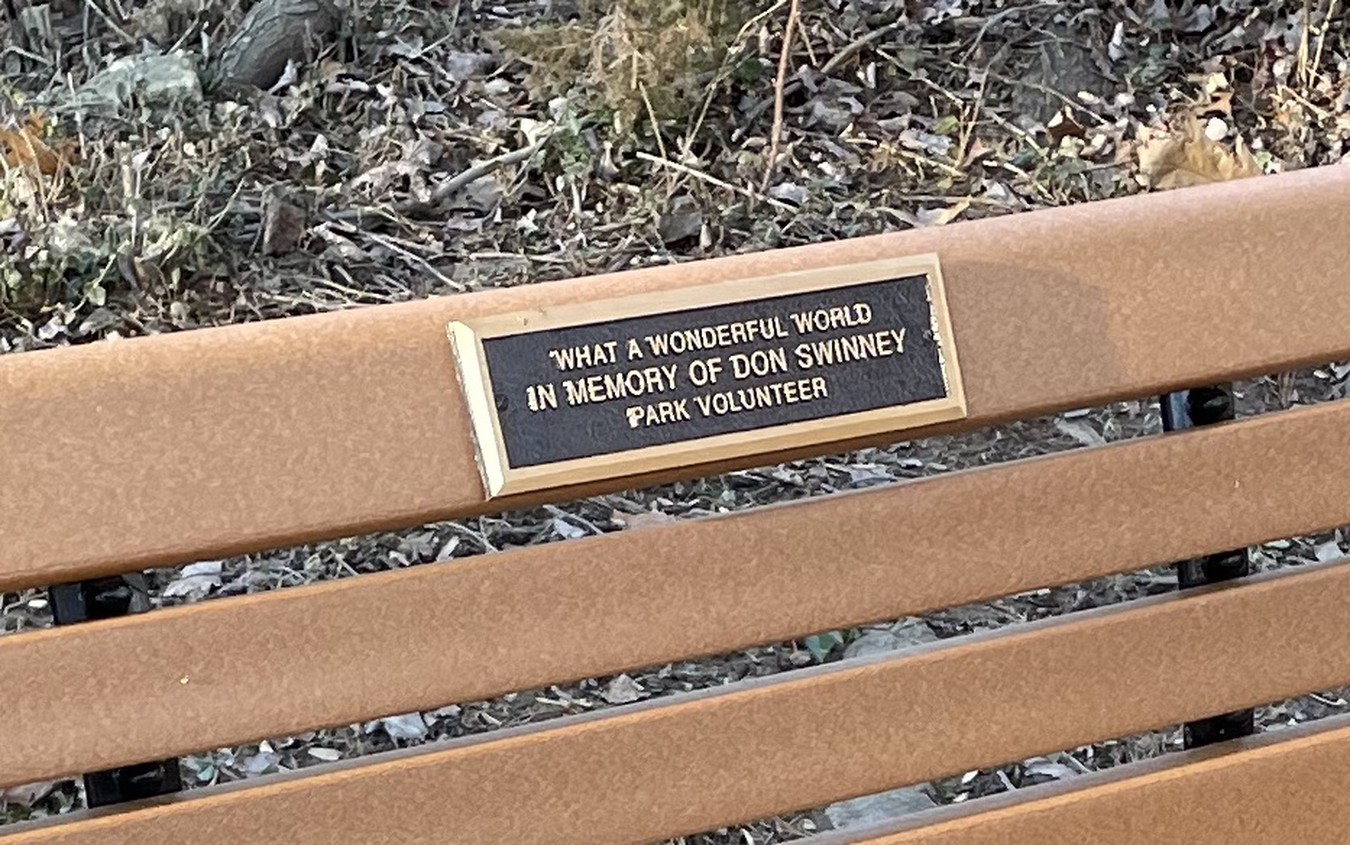 WHAT A WONDERFUL WORLD
IN MEMORY OF DON SWINNEY
PARK VOLUNTEER